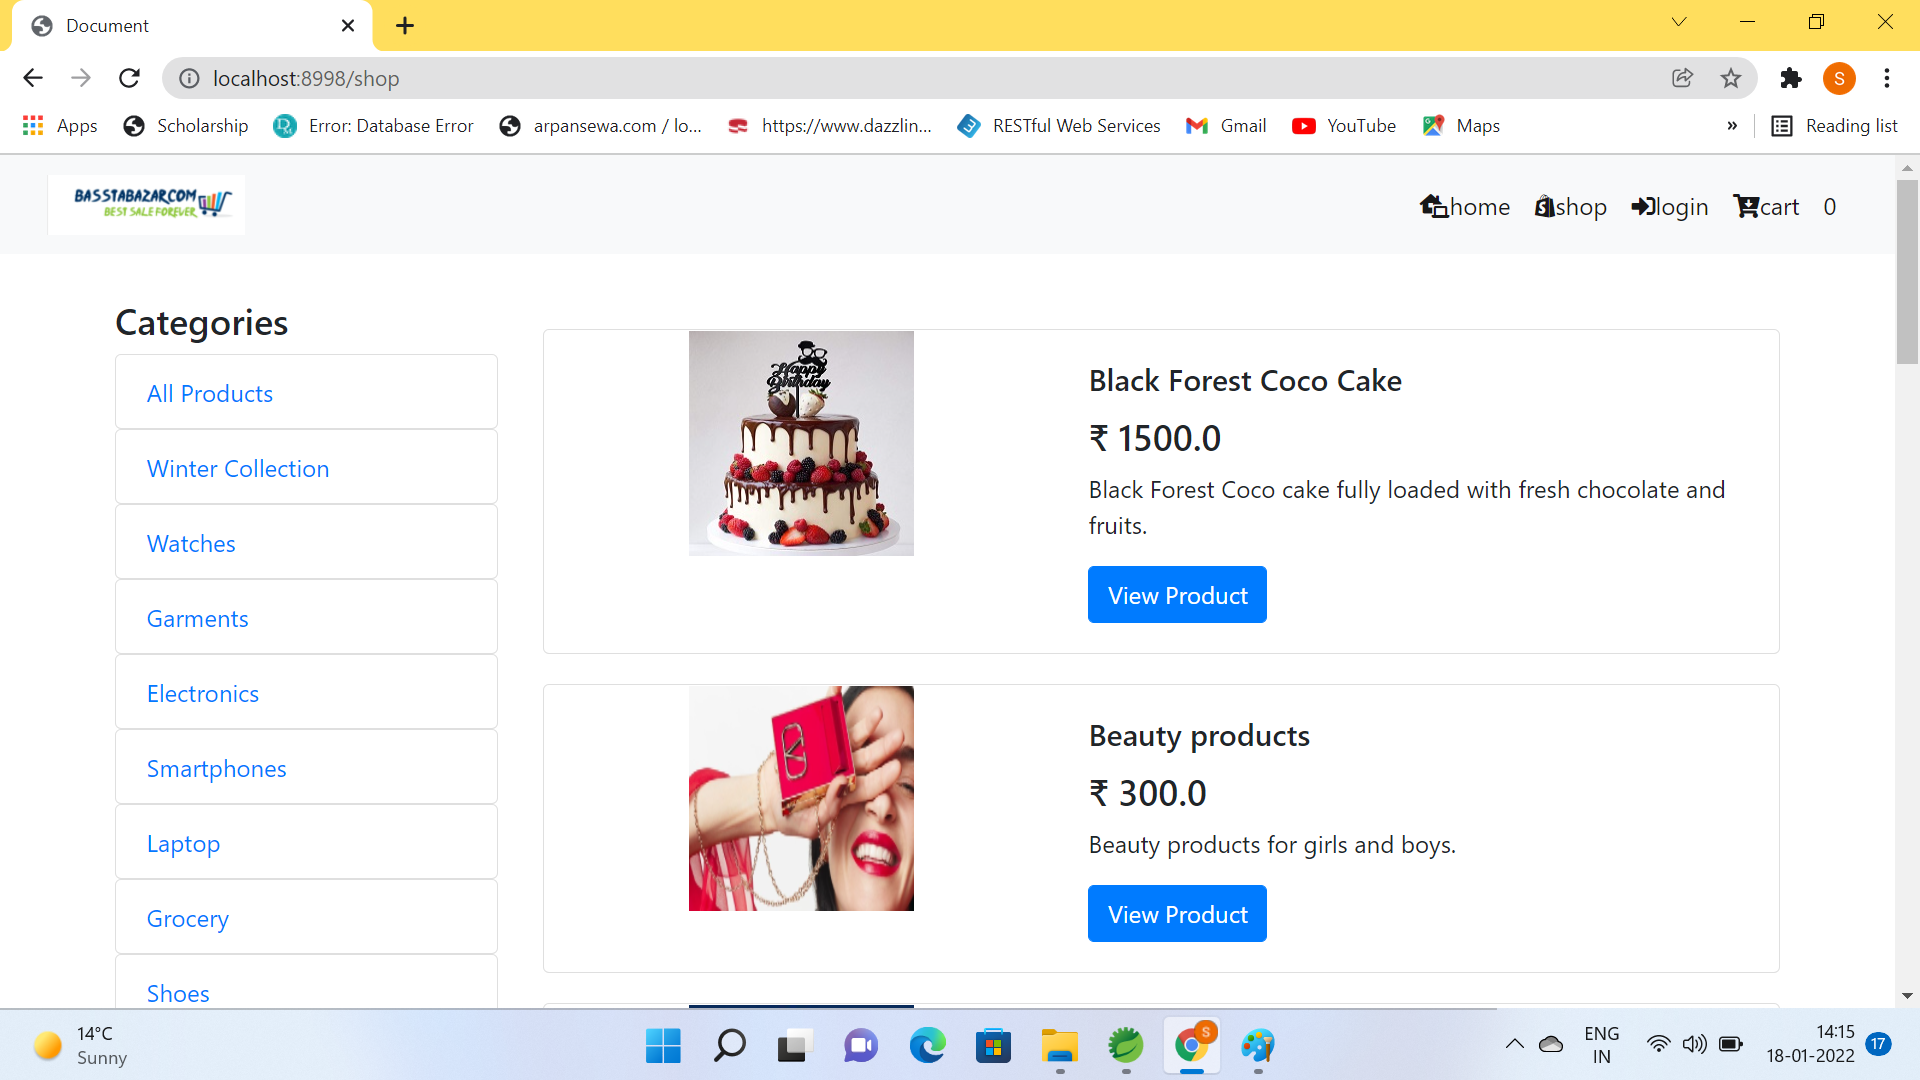 Document
localhost:8998/shop
S
Apps
Scholarship
Error: Database Error
arpansewa.com / lo...
https://www.dazzlin...
RESTful Web Services
Gmail
YouTube
Maps
»
Reading list
BASSTABAZAR.COM
BEST SALE FOREVER
home
shop
login
cart
0
Categories
All Products
Winter Collection
Watches
Garments
Electronics
Smartphones
Laptop
Grocery
Shoes
Happy
Birthday
Black Forest Coco Cake
₹ 1500.0
Black Forest Coco cake fully loaded with fresh chocolate and
fruits.
View Product
Beauty products
₹ 300.0
Beauty products for girls and boys.
View Product
14°C
Sunny
S
ENG
IN
14:15
18-01-2022
17